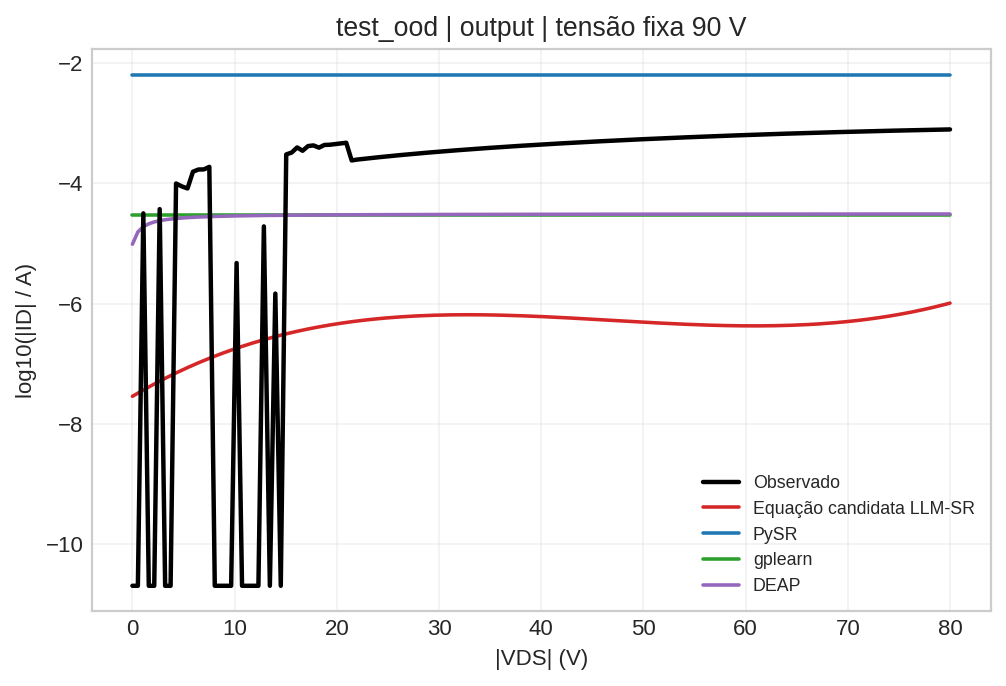 test_ood | output | tensão fixa 90 V
log10(|ID| / A)
−2
−4
−6
−8
−10
Observado
Equação candidata LLM-SR
PySR
gplearn
DEAP
0 10 20 30 40 50 60 70 80
|VDS| (V)